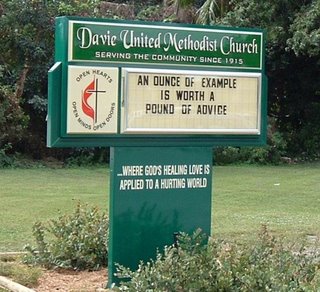 Davie United Methodist Church
SERVING THE COMMUNITY SINCE 1915
OPEN HEARTS
OPEN MINDS OPEN DOORS
AN OUNCE OF EXAMPLE
IS WORTH A
POUND OF ADVICE
...WHERE GOD'S HEALING LOVE IS
APPLIED TO A HURTING WORLD